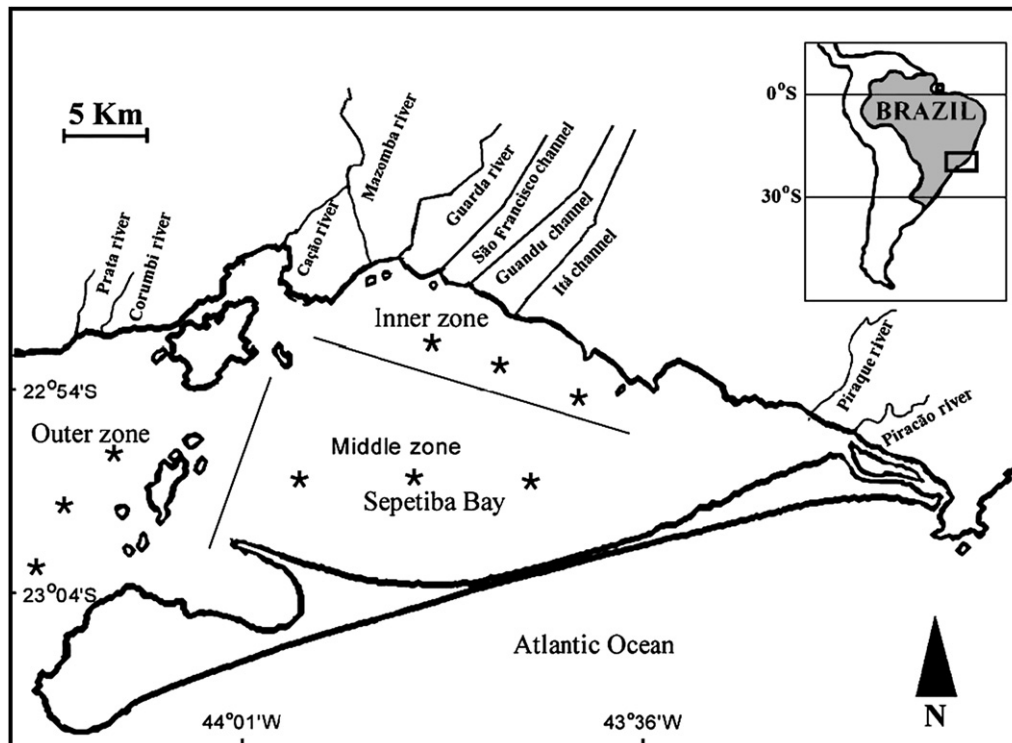 5 Km
BRAZIL
0°S
30°S
Prata river
Corumbi river
Cação river
Mazomba river
Guarda river
São Francisco channel
Guandu channel
Itá channel
Piraque river
Piracão river
Inner zone
22°54'S
Outer zone
Middle zone
Sepetiba Bay
23°04'S
Atlantic Ocean
44°01'W
43°36'W
N